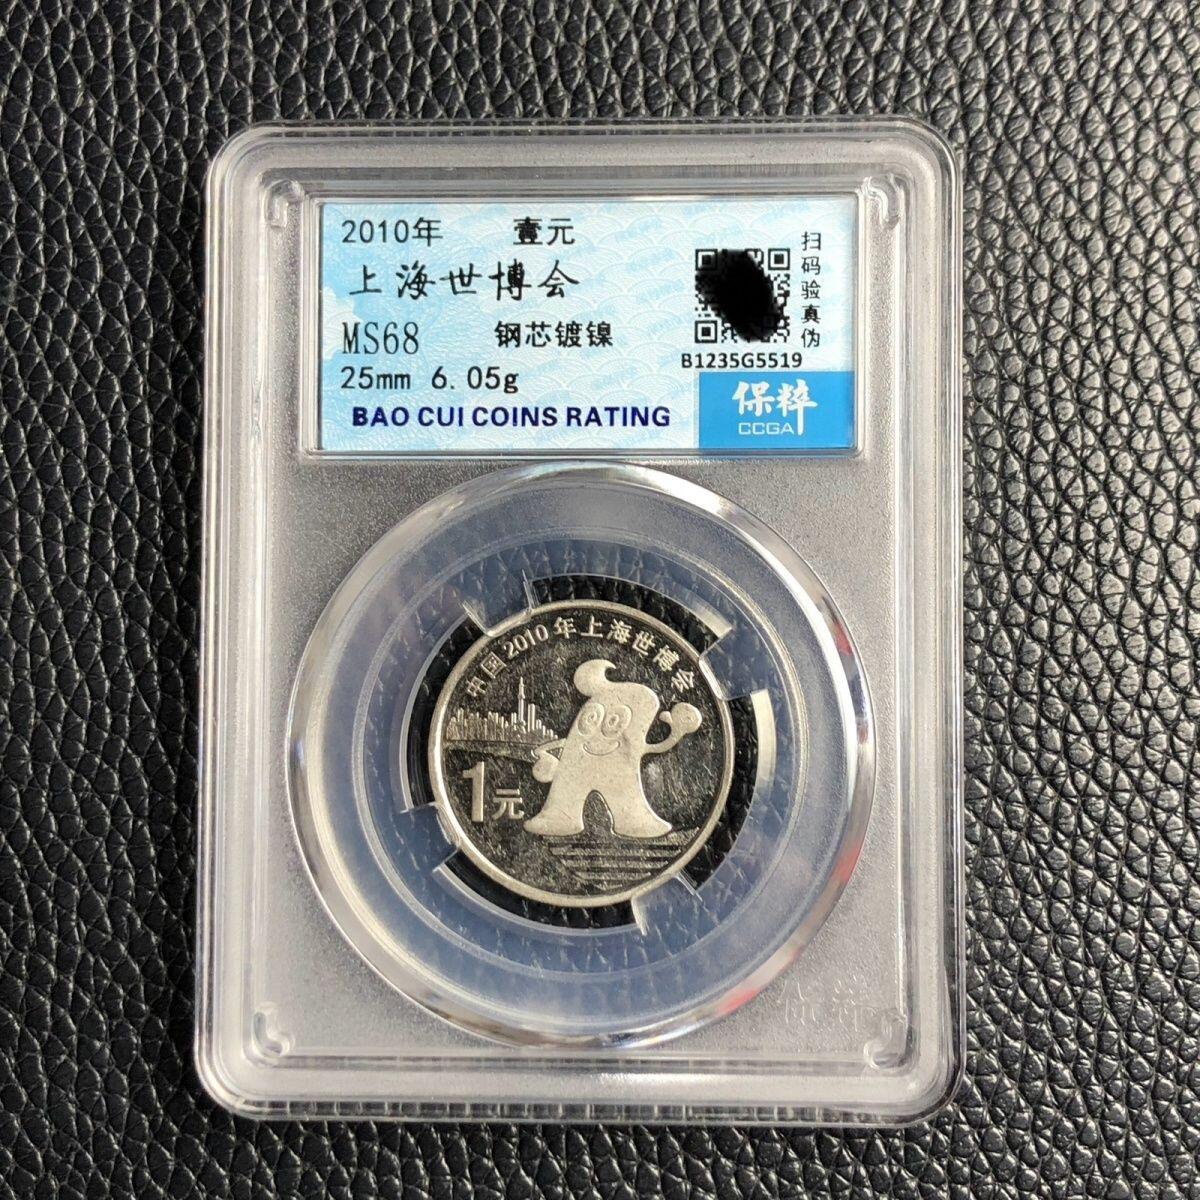 2010年 壹元
上海世博会
MS68 钢芯镀镍
25mm 6.05g
BAO CUI COINS RATING
扫码验真伪
B1235G5519
保粹
CCGA
中国2010年上海世博会
1元